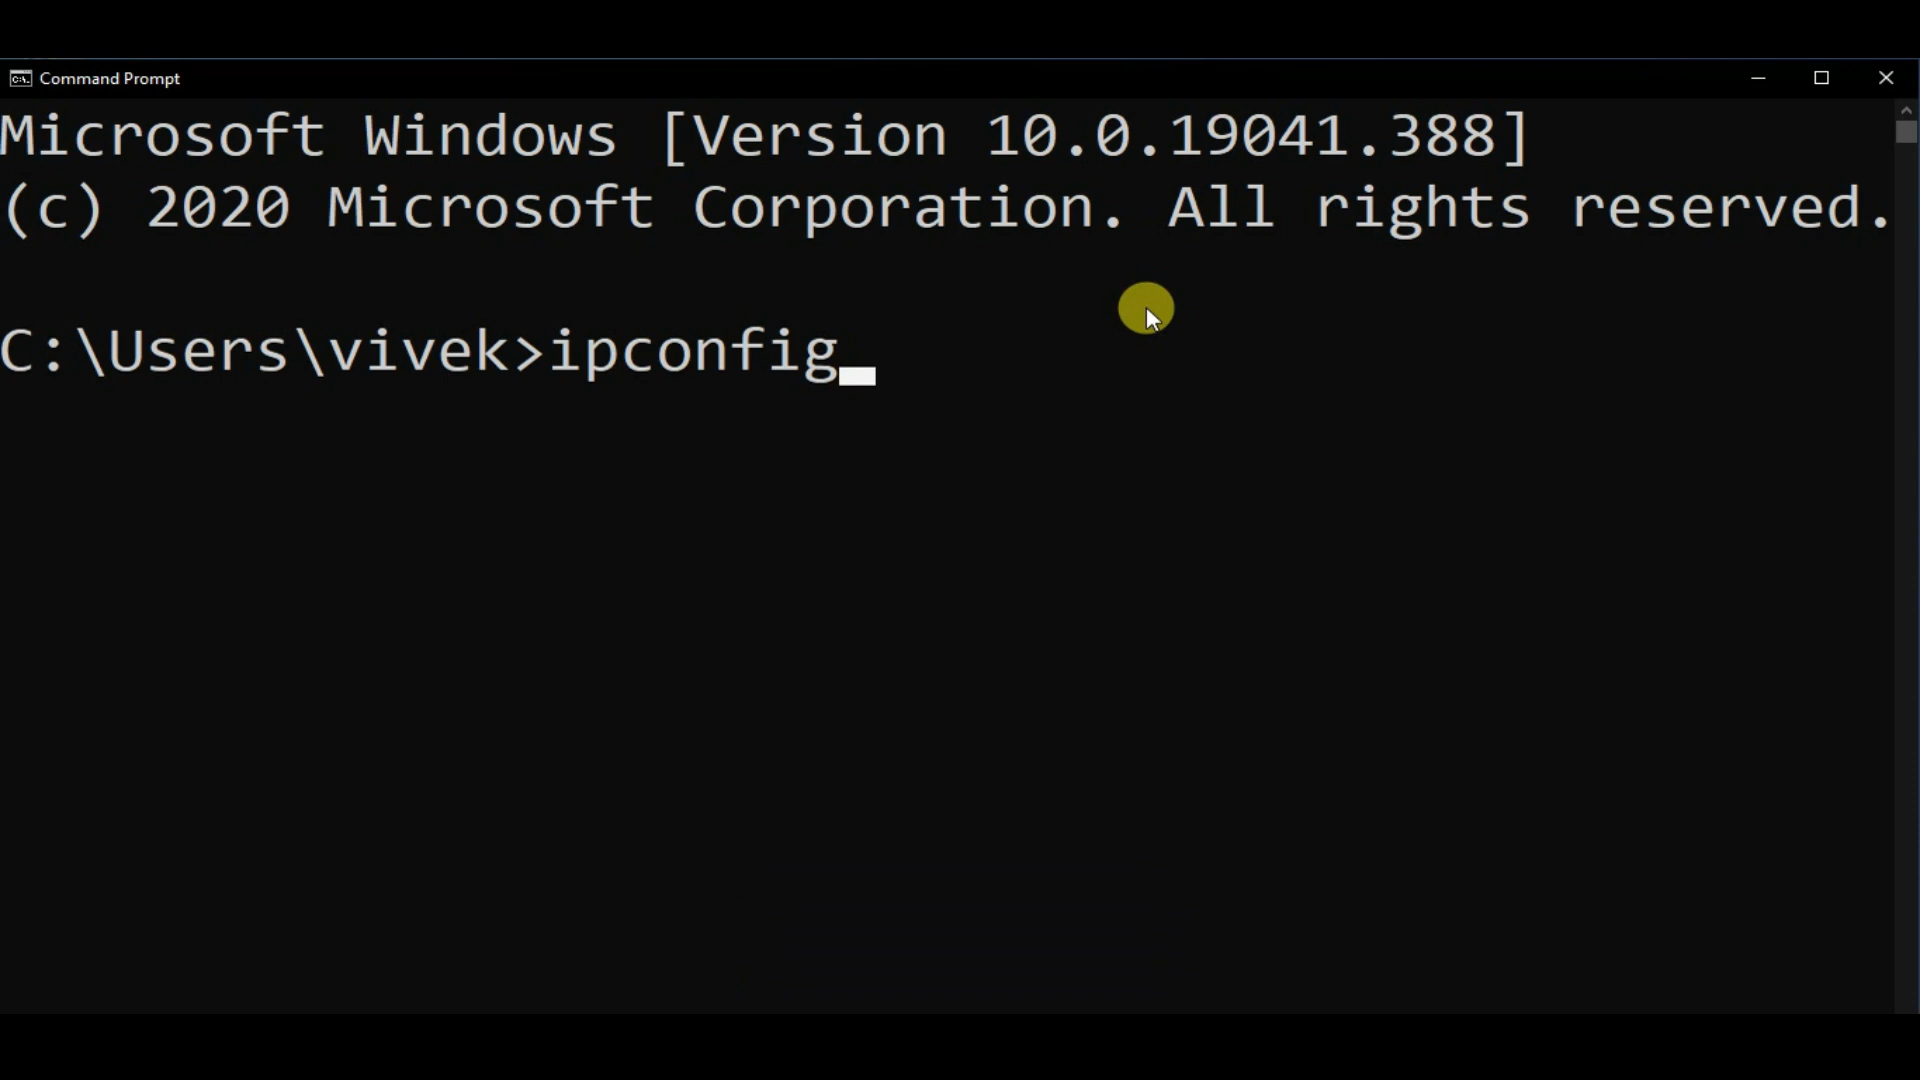 Command Prompt
Microsoft Windows [Version 10.0.19041.388]
(c) 2020 Microsoft Corporation. All rights reserved.
C:\Users\vivek>ipconfig